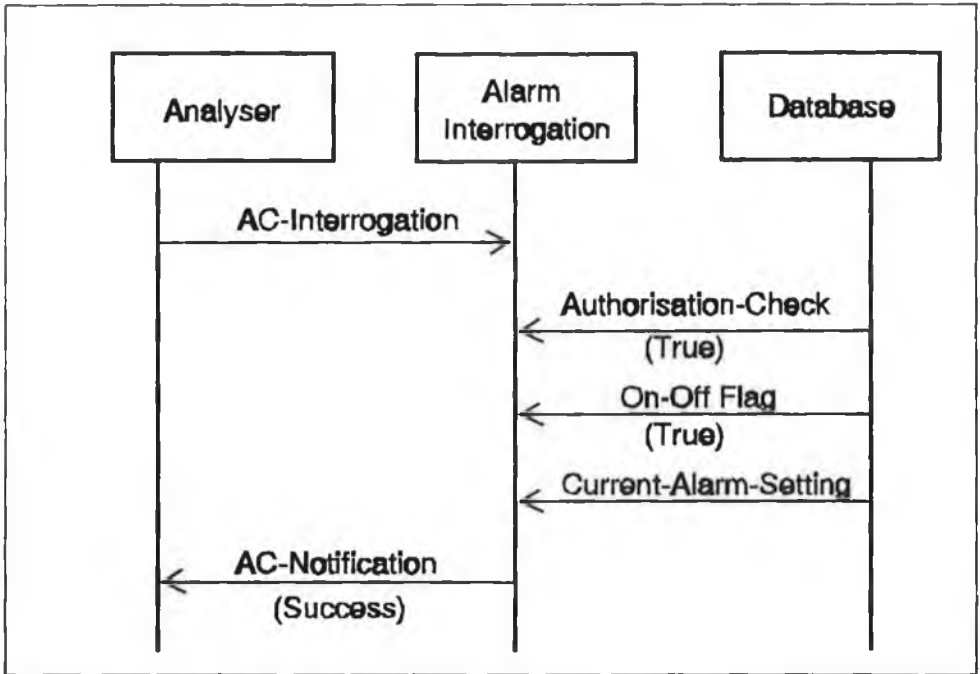 Analyser
Alarm
Interrogation
Database
AC-Interrogation
Authorisation-Check
(True)
On-Off Flag
(True)
Current-Alarm-Setting
AC-Notification
(Success)